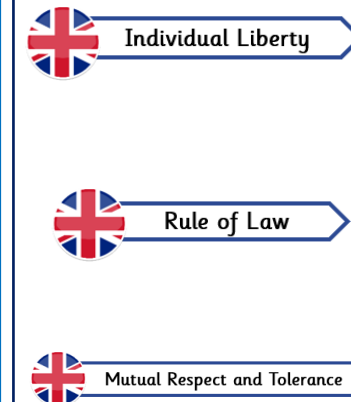 Individual Liberty
Rule of Law
Mutual Respect and Tolerance